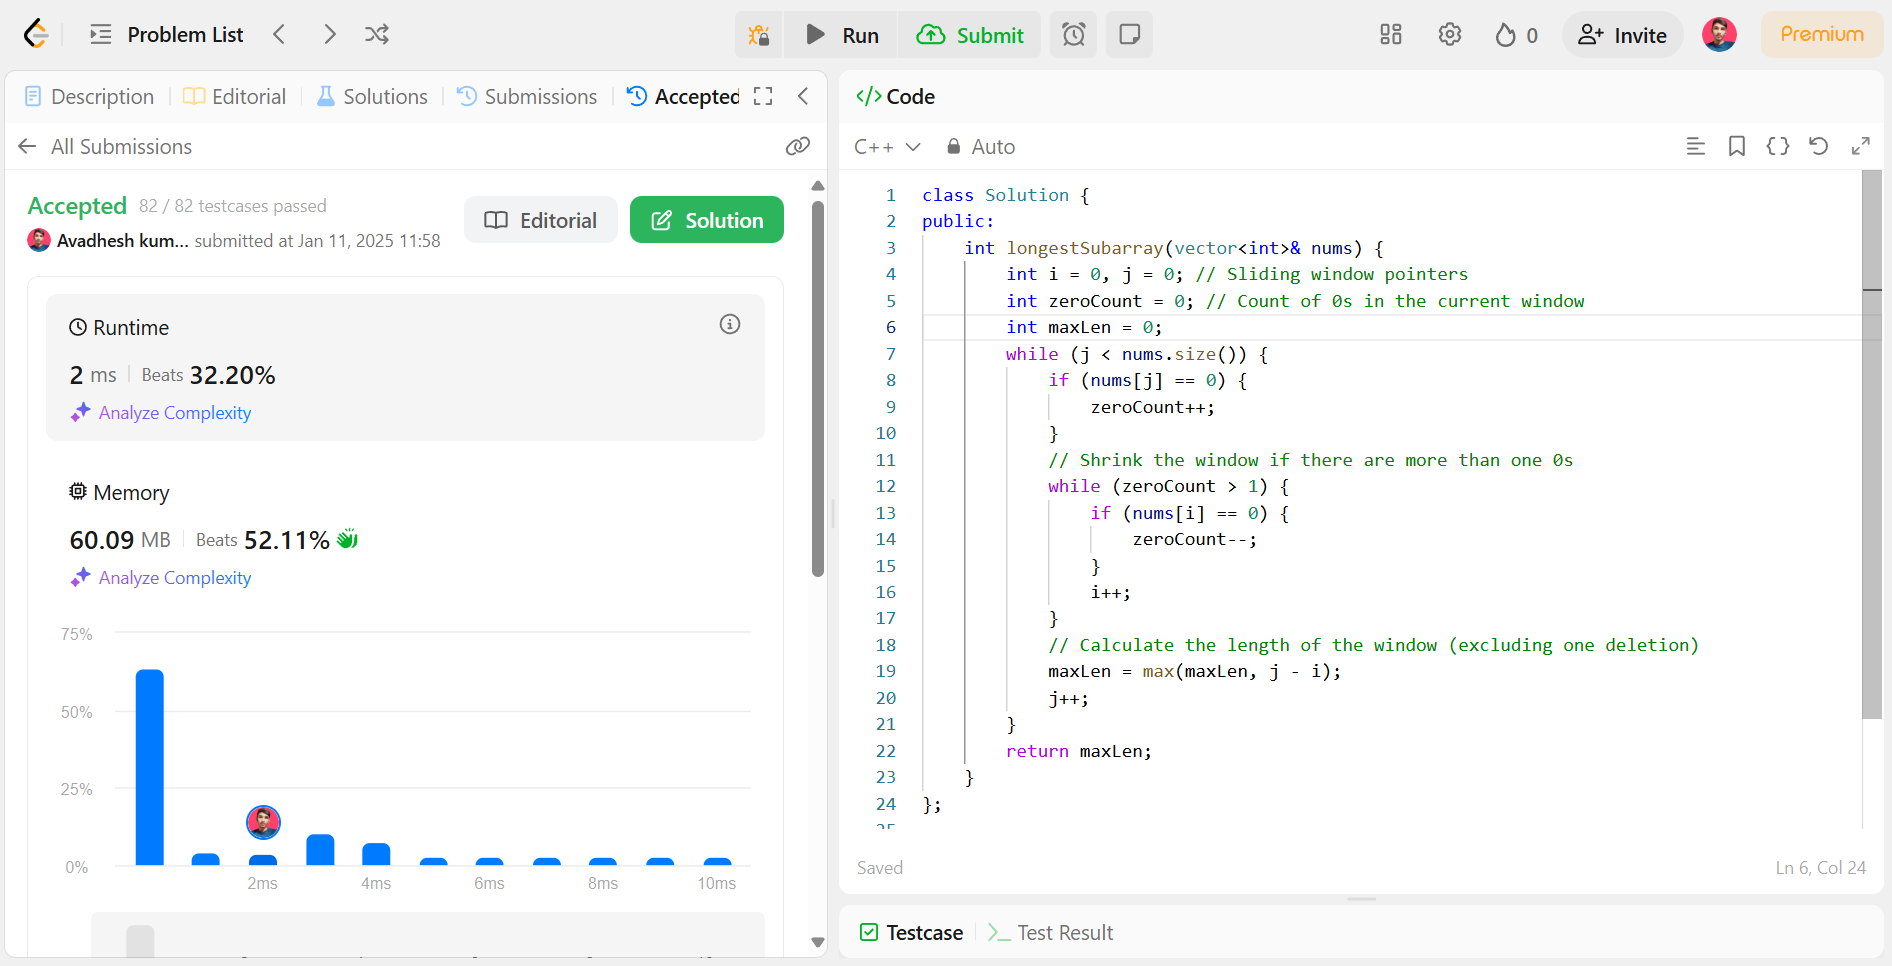 Problem List
Run
Submit
0
Invite
Premium
Description
Editorial
Solutions
Submissions
Accepted
All Submissions
Accepted 82 / 82 testcases passed
Avadhesh kum... submitted at Jan 11, 2025 11:58
Editorial
Solution
Runtime
2 ms Beats 32.20%
Analyze Complexity
Memory
60.09 MB Beats 52.11%
Analyze Complexity
75%
50%
25%
0%
2ms 4ms 6ms 8ms 10ms
Code
C++ Auto
1 class Solution {
2 public:
3 int longestSubarray(vector<int>& nums) {
4 int i = 0, j = 0; // Sliding window pointers
5 int zeroCount = 0; // Count of 0s in the current window
6 int maxLen = 0;
7 while (j < nums.size()) {
8 if (nums[j] == 0) {
9 zeroCount++;
10 }
11 // Shrink the window if there are more than one 0s
12 while (zeroCount > 1) {
13 if (nums[i] == 0) {
14 zeroCount--;
15 }
16 i++;
17 }
18 // Calculate the length of the window (excluding one deletion)
19 maxLen = max(maxLen, j - i);
20 j++;
21 }
22 return maxLen;
23 }
24 };
Saved
Ln 6, Col 24
Testcase
Test Result